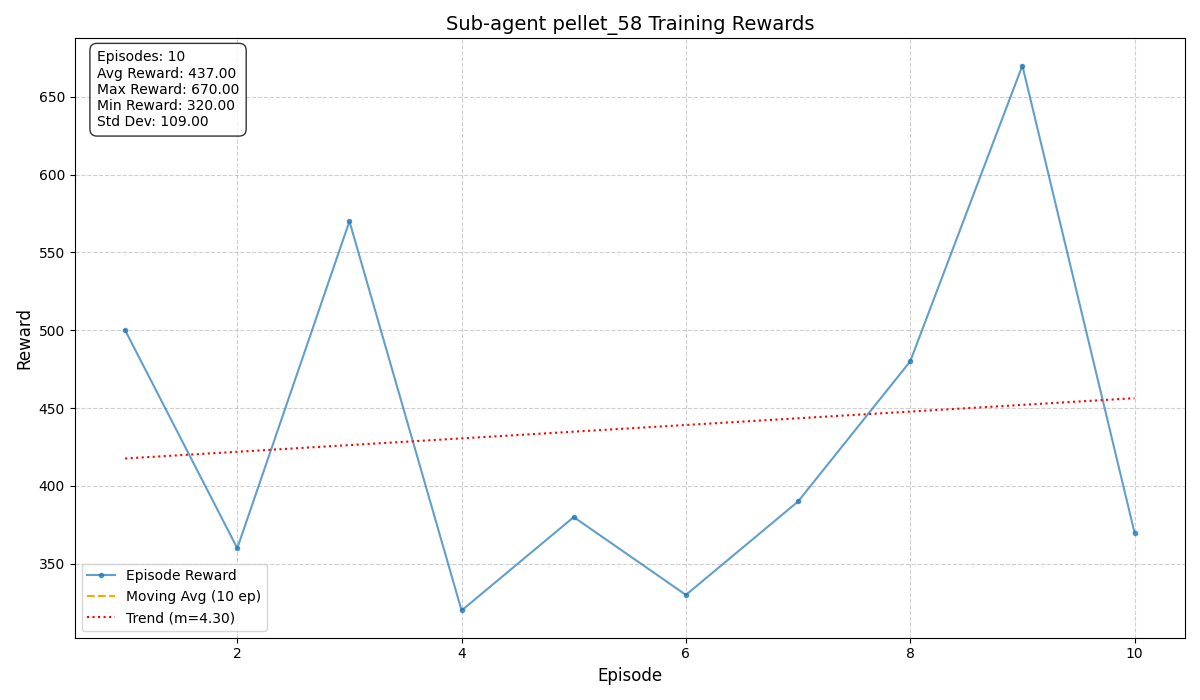 Sub-agent pellet_58 Training Rewards
Episodes: 10
Avg Reward: 437.00
Max Reward: 670.00
Min Reward: 320.00
Std Dev: 109.00
650
600
550
500
450
400
350
Reward
Episode Reward
Moving Avg (10 ep)
Trend (m=4.30)
2 4 6 8 10
Episode